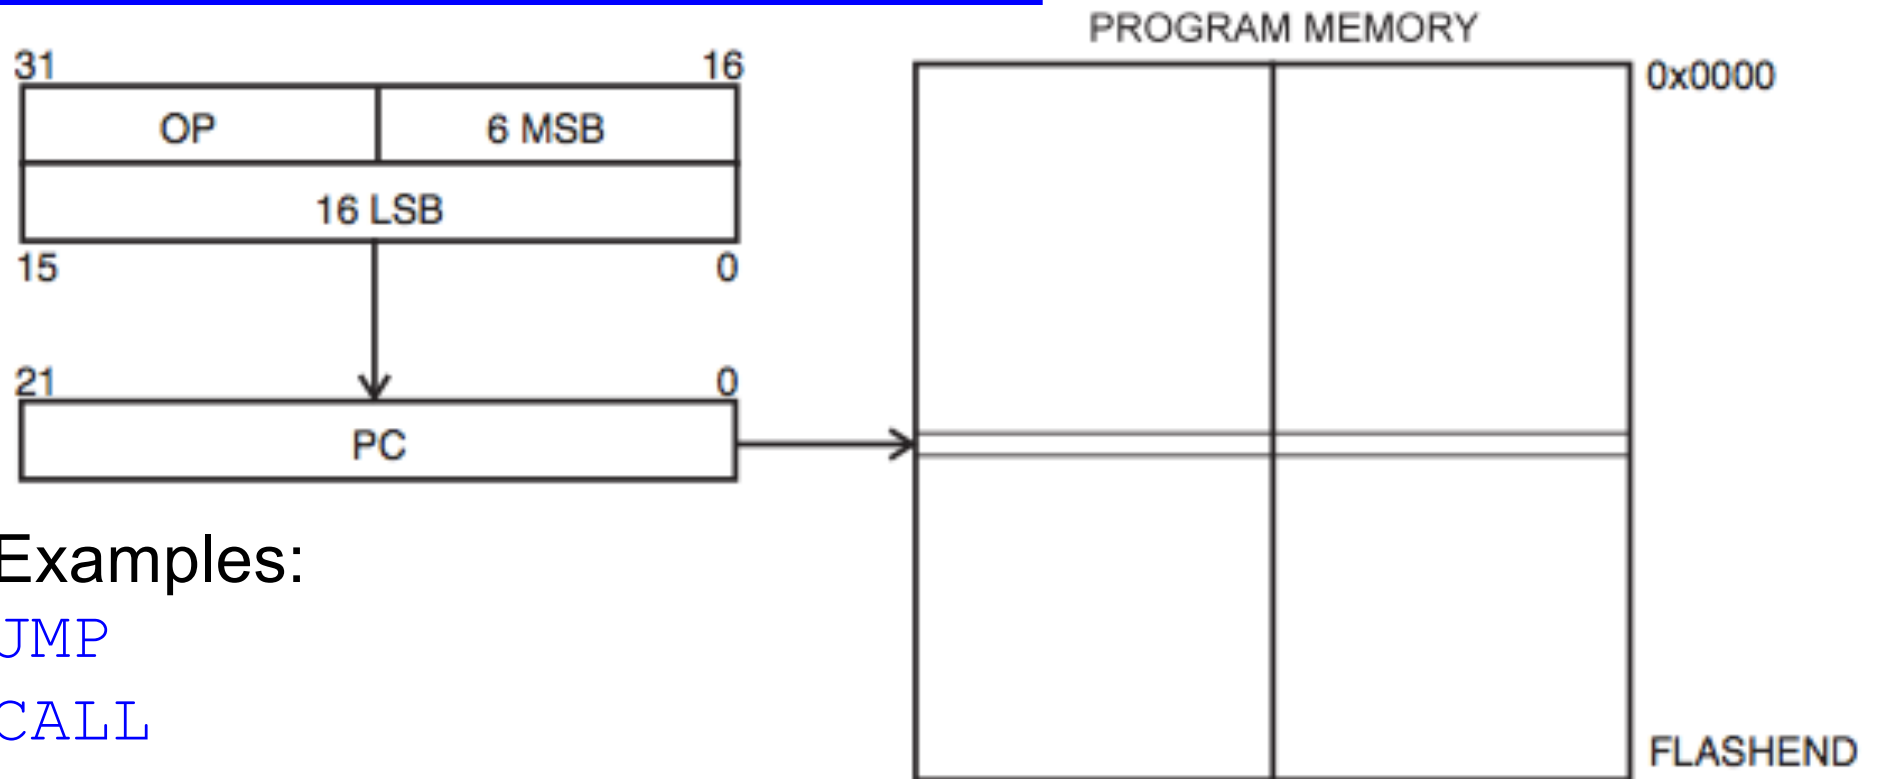 PROGRAM MEMORY
31 16
0x0000
OP 6 MSB
16 LSB
15 0
21 0
PC
Examples:
JMP
CALL
FLASHEND